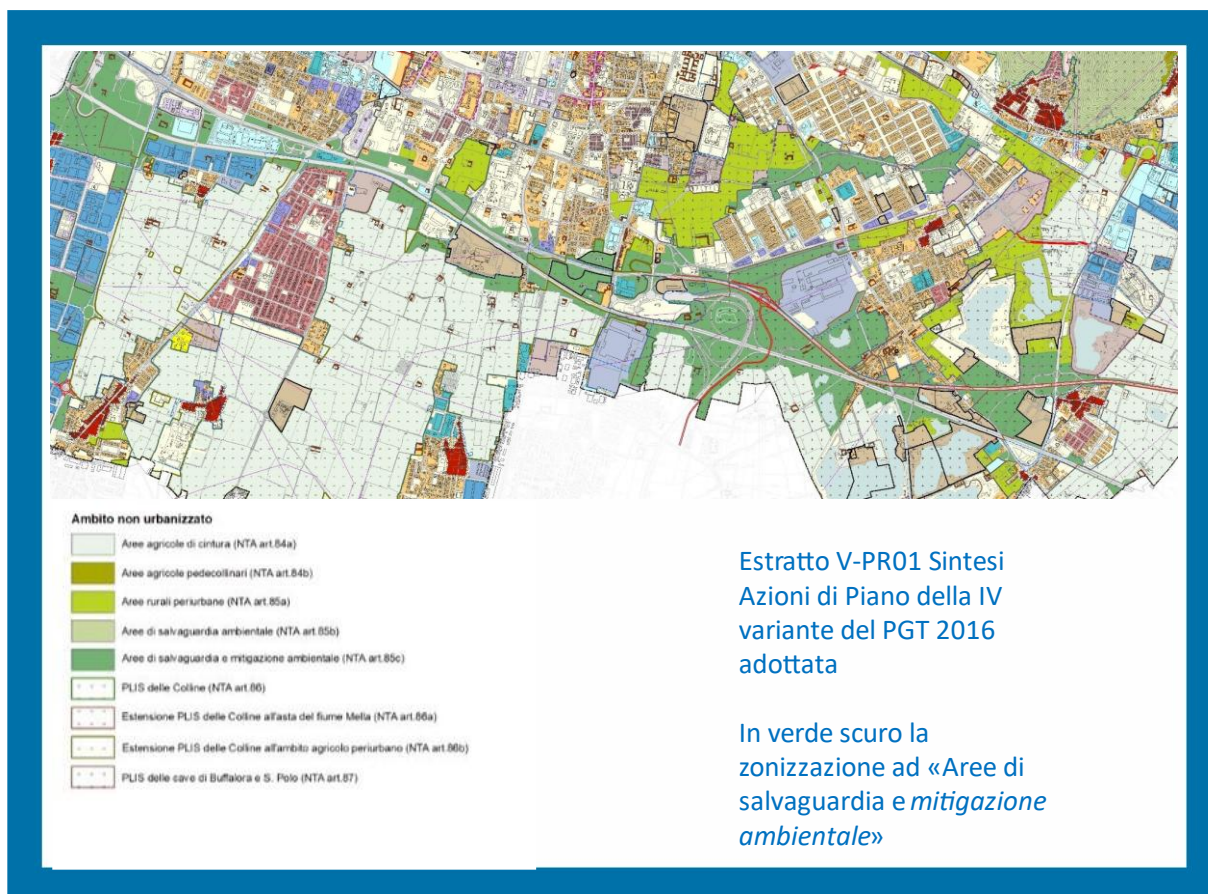 Ambito non urbanizzato
Aree agricole di cintura (NTA art.84a)
Aree agricole pedecollinari (NTA art.84b)
Aree rurali periurbane (NTA art.85a)
Aree di salvaguardia ambientale (NTA art.85b)
Aree di salvaguardia e mitigazione ambientale (NTA art.85c)
PLIS delle Colline (NTA art.86)
Estensione PLIS delle Colline all'asta del fiume Mella (NTA art.86a)
Estensione PLIS delle Colline all'ambito agricolo periurbano (NTA art.86b)
PLIS delle cave di Buffalora e S. Polo (NTA art.87)
Estratto V-PR01 Sintesi
Azioni di Piano della IV
variante del PGT 2016
adottata
In verde scuro la
zonizzazione ad «Aree di
salvaguardia e mitigazione
ambientale»